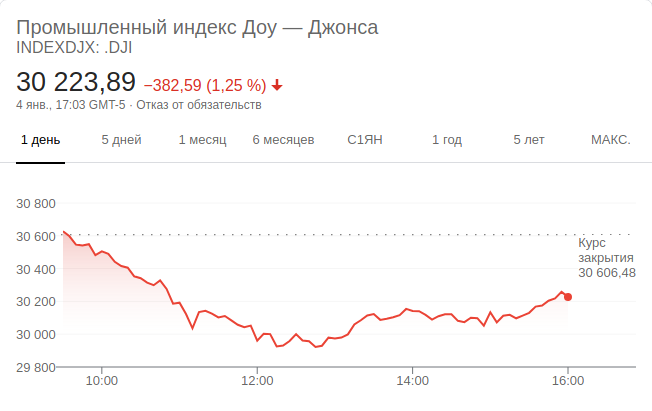 Промышленный индекс Доу — Джонса
INDEXDJX: .DJI
30 223,89 −382,59 (1,25 %)
4 янв., 17:03 GMT-5 · Отказ от обязательств
1 день 5 дней 1 месяц 6 месяцев С1ЯН 1 год 5 лет МАКС.
30 800
30 600
Курс
закрытия
30 606,48
30 400
30 200
30 000
29 800
10:00 12:00 14:00 16:00